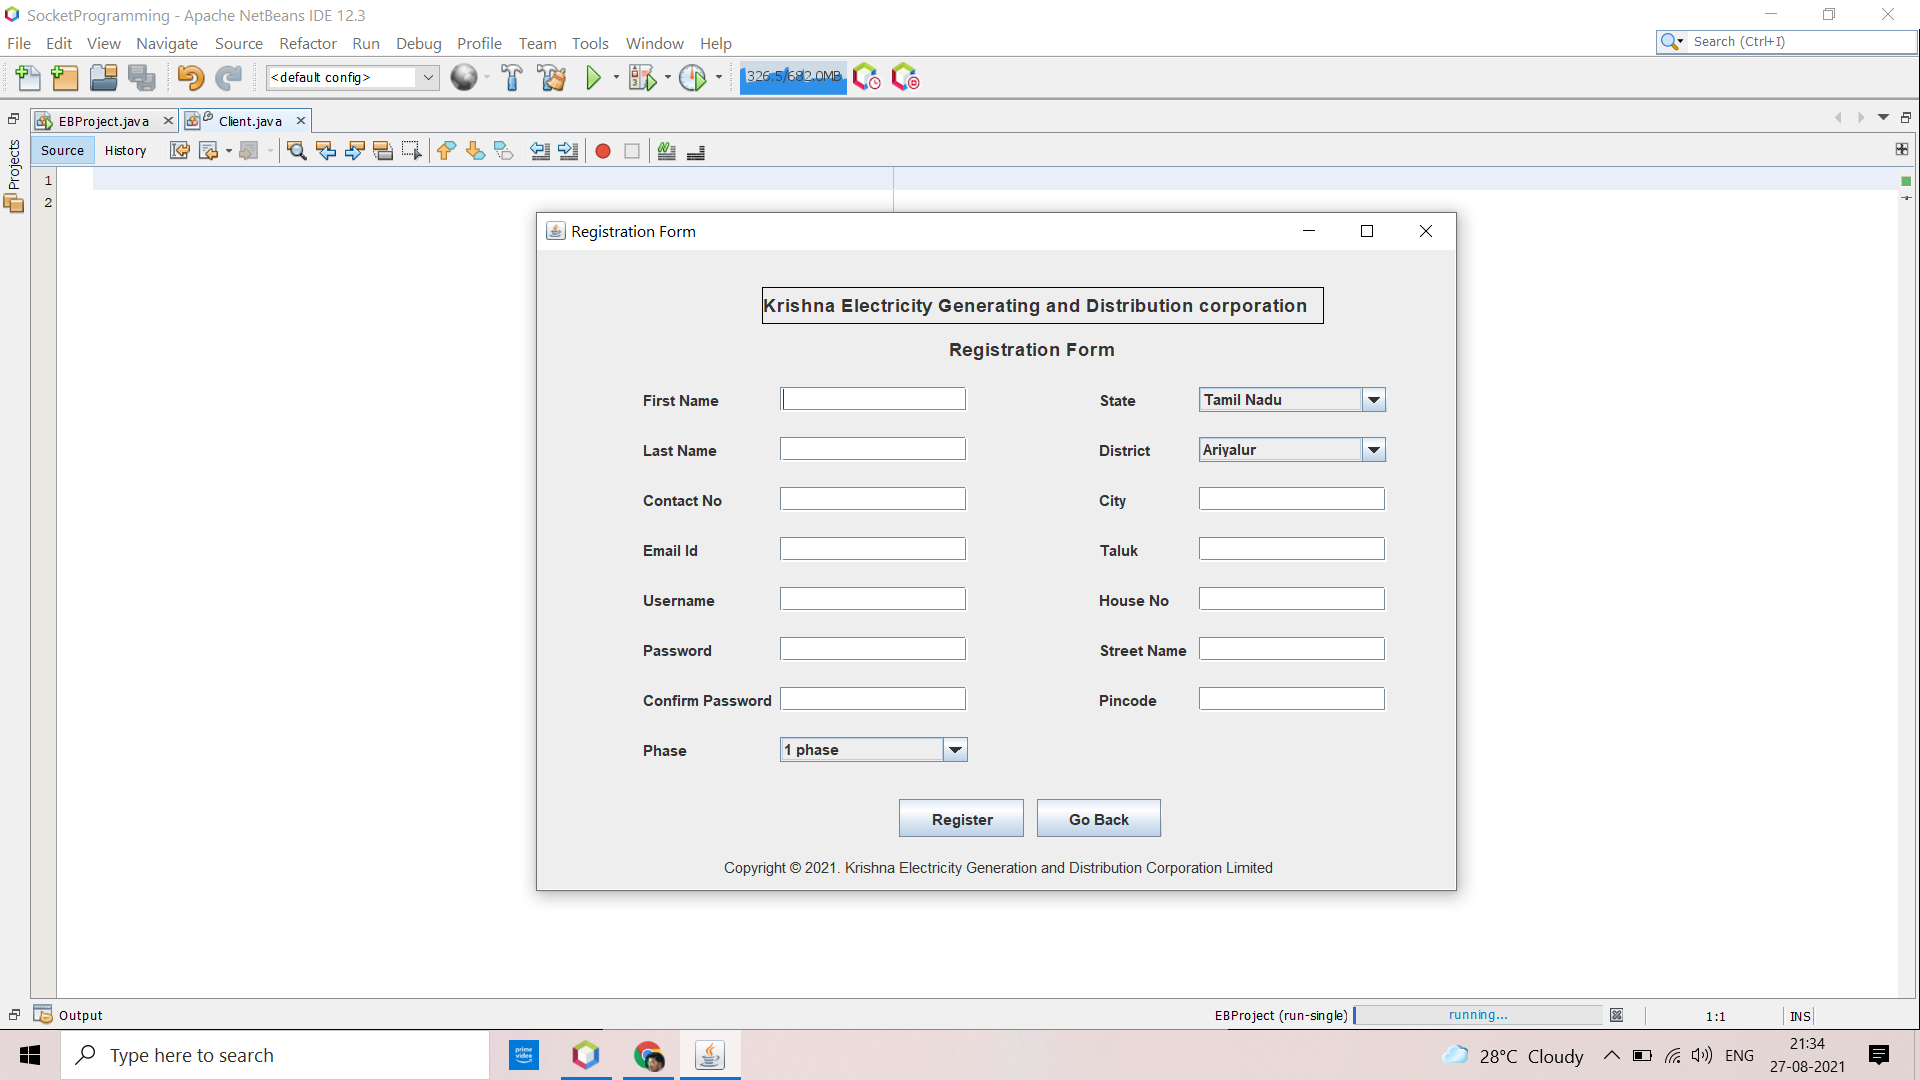 SocketProgramming - Apache NetBeans IDE 12.3
File Edit View Navigate Source Refactor Run Debug Profile Team Tools Window Help
Search (Ctrl+I)
<default config>
326.5/682.0MB
EBProject.java
Client.java
Projects
Source History
1
2
Registration Form
Krishna Electricity Generating and Distribution corporation
Registration Form
First Name
State Tamil Nadu
Last Name
District Ariyalur
Contact No
City
Email Id
Taluk
Username
House No
Password
Street Name
Confirm Password
Pincode
Phase 1 phase
Register Go Back
Copyright © 2021. Krishna Electricity Generation and Distribution Corporation Limited
Output
EBProject (run-single) running...
1:1 INS
Type here to search
prime video
28°C Cloudy
ENG
21:34
27-08-2021